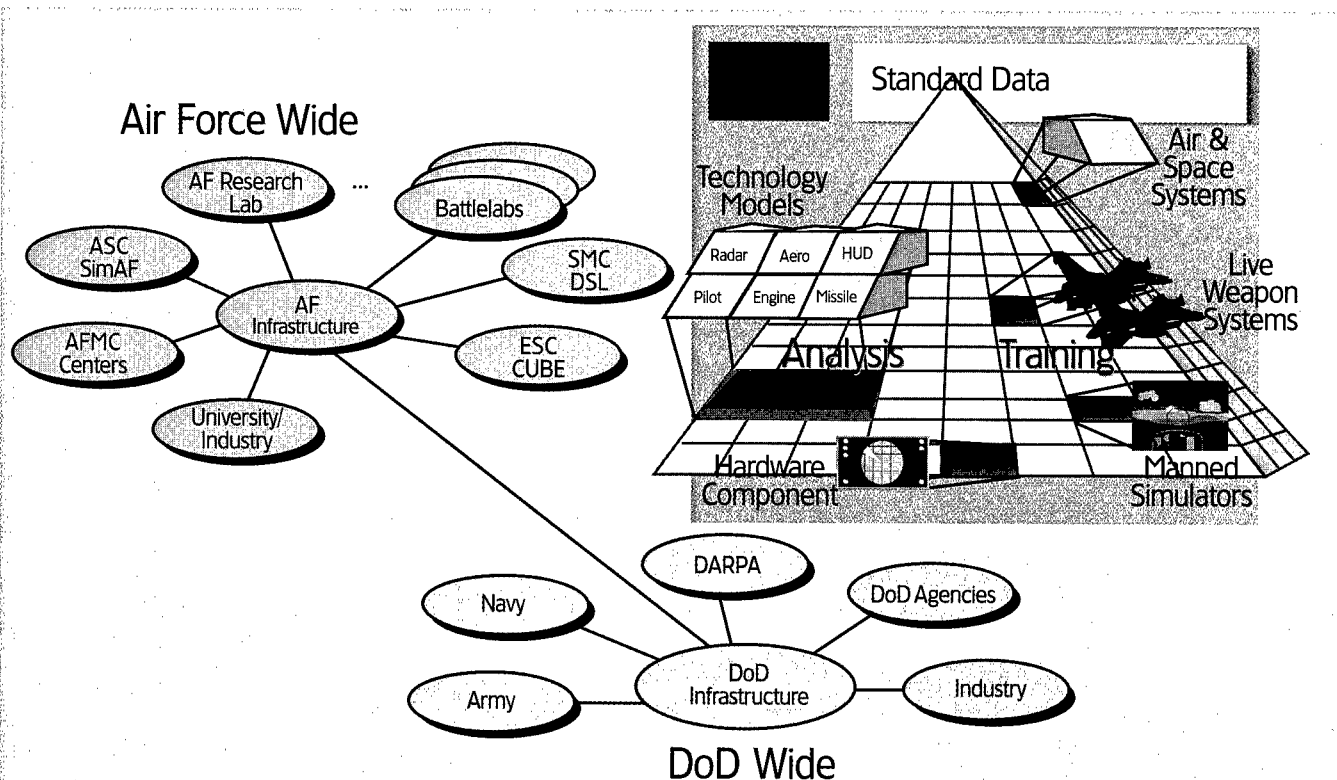 Standard Data
Air Force Wide
Air &
Space
Systems
Technology
Models
AF Research
Lab
...
Battlelabs
ASC
SimAF
SMC
DSL
Radar
Aero
HUD
Pilot
Engine
Missile
Live
Weapon
Systems
AF
Infrastructure
AFMC
Centers
ESC
CUBE
Analysis
Training
University/
Industry
Hardware
Component
Manned
Simulators
DARPA
Navy
DoD Agencies
DoD
Infrastructure
Army
Industry
DoD Wide